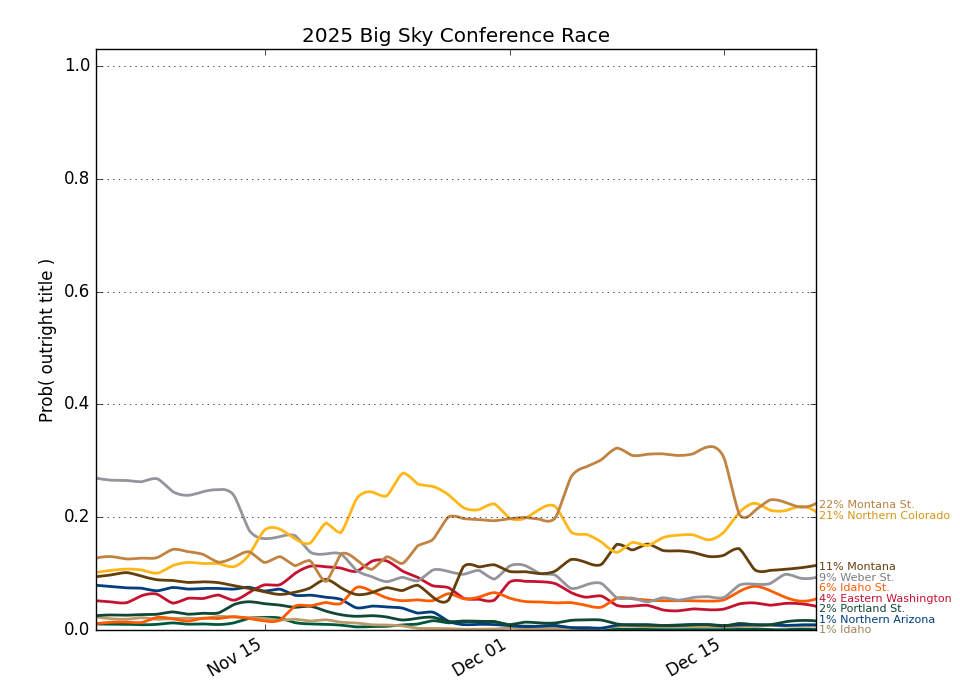 2025 Big Sky Conference Race
Prob( outright title )
1.0
0.8
0.6
0.4
0.2
0.0
Nov 15
Dec 01
Dec 15
22% Montana St.
21% Northern Colorado
11% Montana
9% Weber St.
6% Idaho St.
4% Eastern Washington
2% Portland St.
1% Northern Arizona
1% Idaho